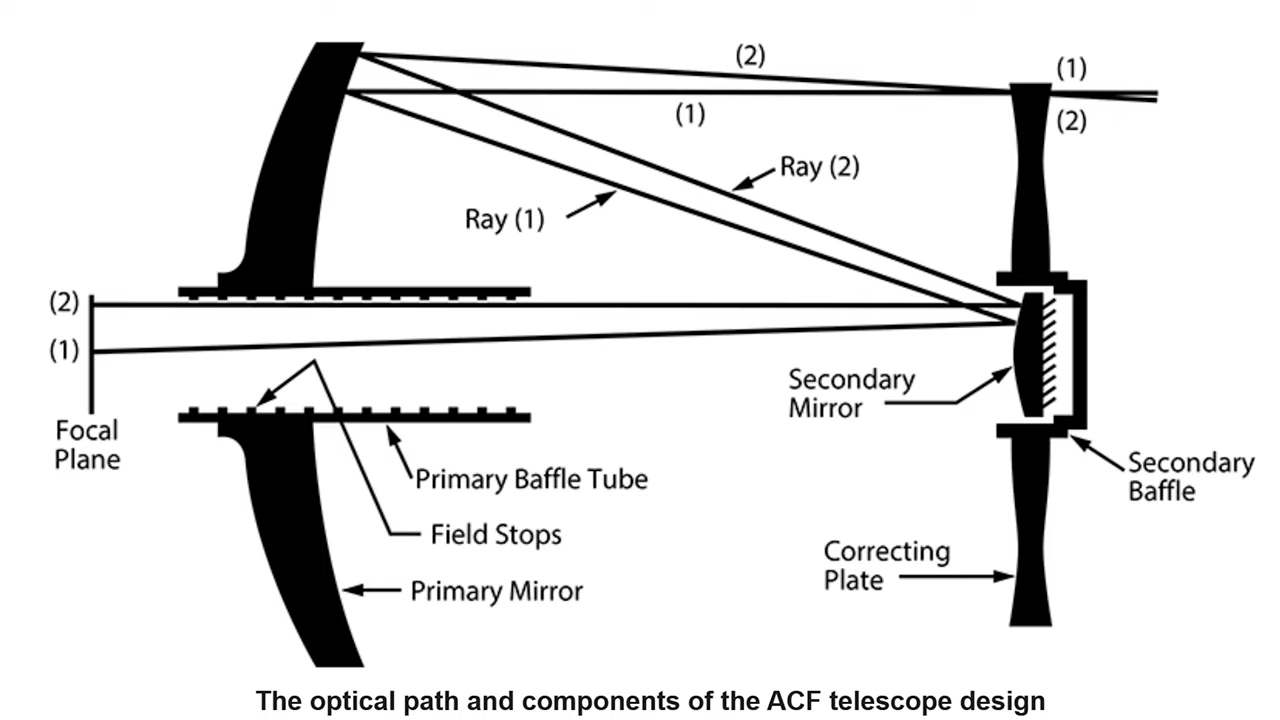 (2)
(1)
(1)
(2)
Ray (2)
Ray (1)
(2)
(1)
Focal
Plane
Secondary
Mirror
Primary Baffle Tube
Secondary
Baffle
Field Stops
Correcting
Plate
Primary Mirror
The optical path and components of the ACF telescope design